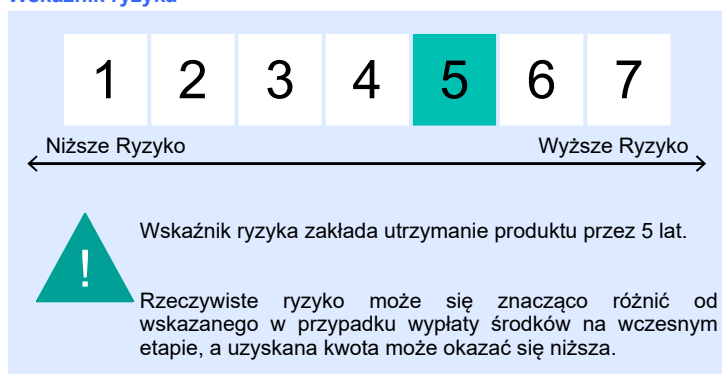 Wskaźnik ryzyka
1 2 3 4 5 6 7
Niższe Ryzyko Wyższe Ryzyko
Wskaźnik ryzyka zakłada utrzymanie produktu przez 5 lat.
!
Rzeczywiste ryzyko może się znacząco różnić od
wskazanego w przypadku wypłaty środków na wczesnym
etapie, a uzyskana kwota może okazać się niższa.